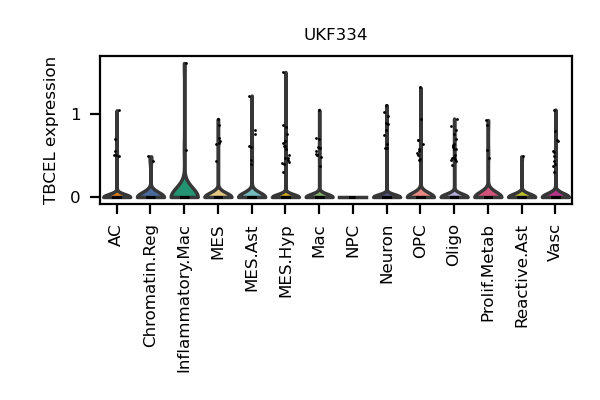 UKF334
TBCEL expression
1
0
AC
Chromatin.Reg
Inflammatory.Mac
MES
MES.Ast
MES.Hyp
Mac
NPC
Neuron
OPC
Oligo
Prolif.Metab
Reactive.Ast
Vasc